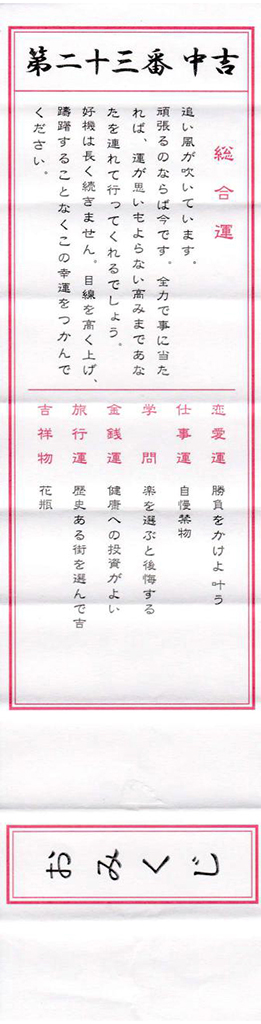 第二十三番 中吉
総合運
追い風が吹いています。
頑張るのならば今です。全力で事に当た
れば、運が思いもよらない高みまであな
たを連れて行ってくれるでしょう。
好機は長く続きません。目線を高く上げ、
躊躇することなくこの幸運をつかんで
ください。
恋愛運 勝負をかけよ叶う
仕事運 自慢禁物
学問 楽を選ぶと後悔する
金銭運 健康への投資がよい
旅行運 歴史ある街を選んで吉
吉祥物 花瓶
おみくじ